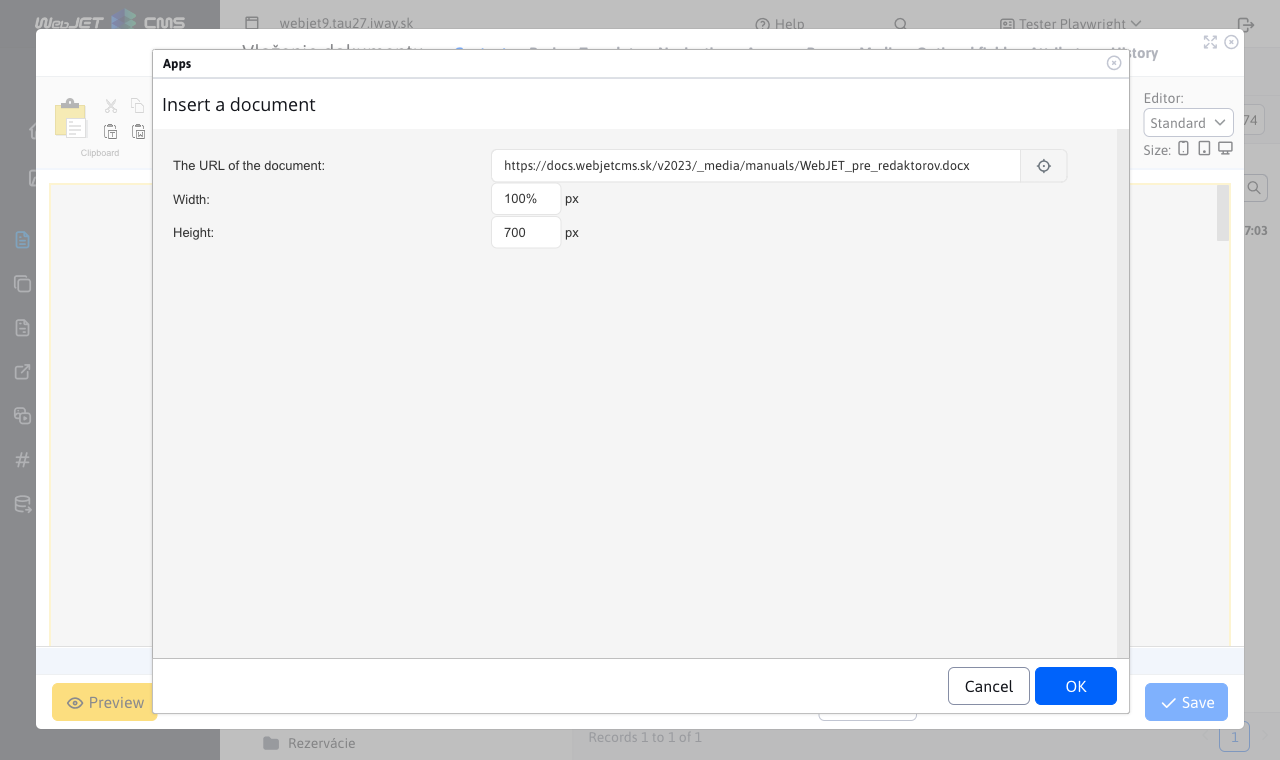 WebJET CMS
webjet9.tau27.iway.sk
Help
Tester Playwright
History
Apps
Insert a document
Clipboard
Editor:
Standard
Size:
74
7:03
The URL of the document:
https://docs.webjetcms.sk/v2023/_media/manuals/WebJET_pre_redaktorov.docx
Width:
100%
px
Height:
700
px
Cancel
OK
Preview
Save
Rezervácie
Records 1 to 1 of 1
1